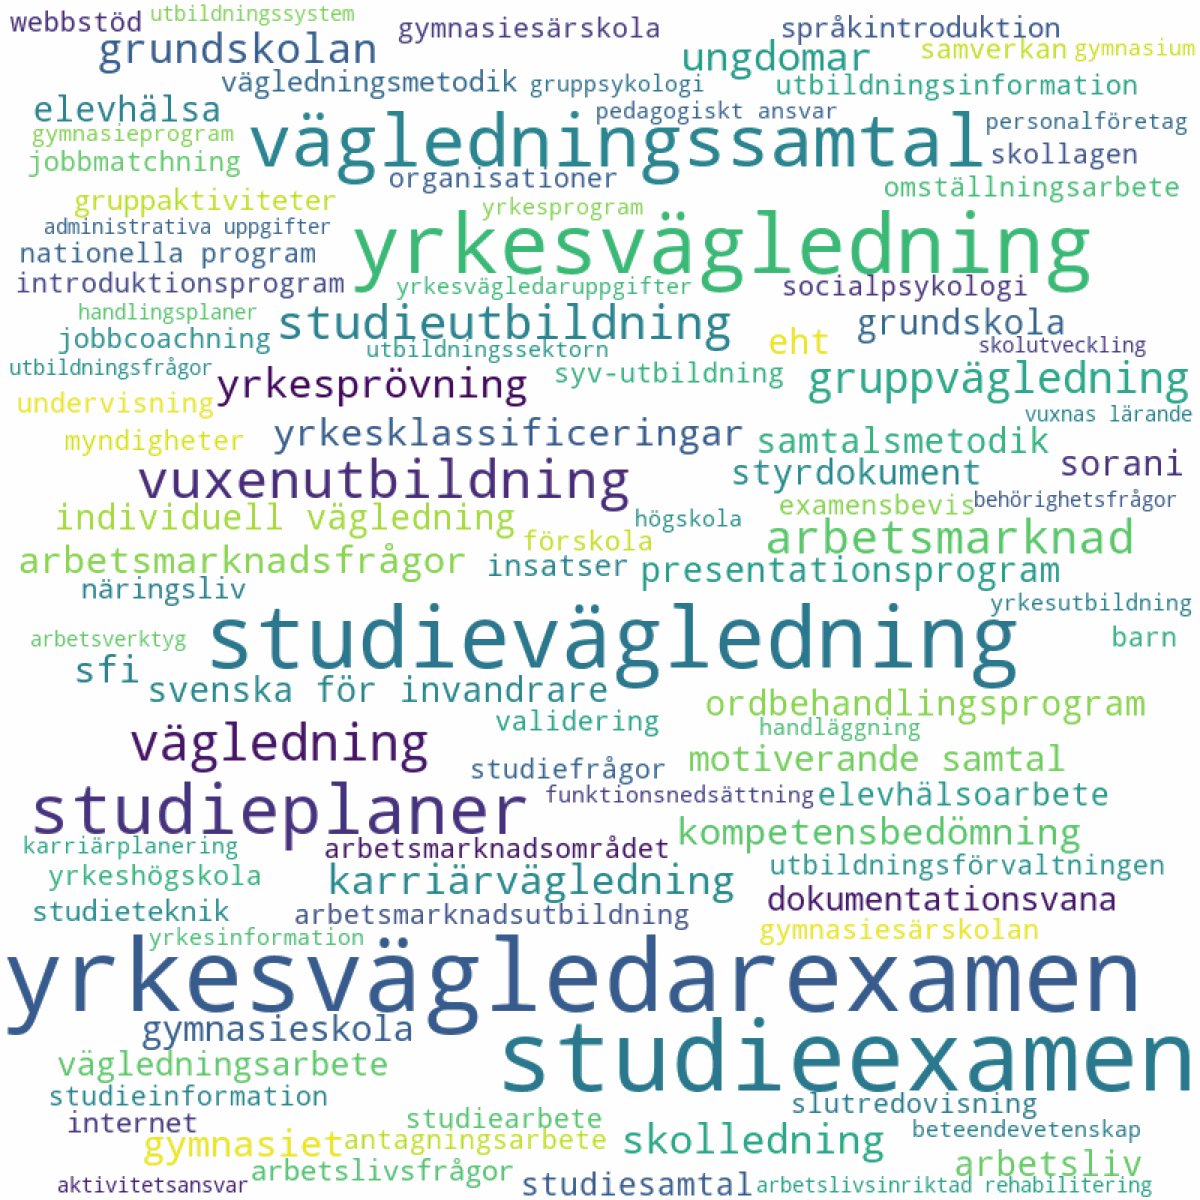 webbstöd
utbildningssystem
gymnasiesärskola
språkintroduktion
grundskolan
ungdomar
samverkan
gymnasium
vägledningsmetodik
gruppsykologi
utbildningsinformation
elevhälsa
pedagogiskt ansvar
personalföretag
gymnasieprogram
vägledningssamtal
jobbmatchning
skollagen
organisationer
omställningsarbete
gruppaktiviteter
yrkesprogram
administrativa uppgifter
yrkesvägledning
nationella program
introduktionsprogram
yrkesvägledaruppgifter
socialpsykologi
handlingsplaner
studieutbildning
grundskola
jobbcoachning
utbildningssektorn
eht
skolutveckling
utbildningsfrågor
yrkesprövning
syv-utbildning
gruppvägledning
undervisning
vuxnas lärande
myndigheter
yrkesklassificeringar
samtalsmetodik
vuxenutbildning
styrdokument
sorani
individuell vägledning
examensbevis
behörighetsfrågor
högskola
förskola
arbetsmarknad
arbetsmarknadsfrågor
insatser
presentationsprogram
näringsliv
yrkesutbildning
arbetsverktyg
studievägledning
barn
sfi
svenska för invandrare
ordbehandlingsprogram
validering
handläggning
vägledning
studiefrågor
motiverande samtal
studieplaner
funktionsnedsättning
elevhälsoarbete
kompetensbedömning
karriärplanering
arbetsmarknadsområdet
utbildningsförvaltningen
yrkeshögskola
karriärvägledning
dokumentationsvana
studieteknik
arbetsmarknadsutbildning
yrkesinformation
gymnasiesärskolan
yrkesvägledarexamen
gymnasieskola
studieexamen
vägledningsarbete
studieinformation
slutredovisning
internet
studiearbete
beteendevetenskap
gymnasiet
antagningsarbete
skolledning
arbetslivsfrågor
arbetsliv
aktivitetsansvar
studiesamtal
arbetslivsinriktad rehabilitering